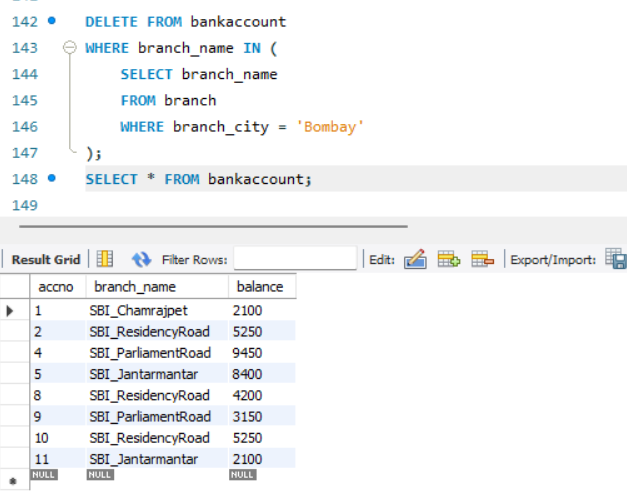 142 DELETE FROM bankaccount
143 WHERE branch_name IN (
144 SELECT branch_name
145 FROM branch
146 WHERE branch_city = 'Bombay'
147 );
148 SELECT * FROM bankaccount;
149
Result Grid Filter Rows: Edit: Export/Import:
accno branch_name balance
1 SBI_Chamrajpet 2100
2 SBI_ResidencyRoad 5250
4 SBI_ParliamentRoad 9450
5 SBI_Jantarmantar 8400
8 SBI_ResidencyRoad 4200
9 SBI_ParliamentRoad 3150
10 SBI_ResidencyRoad 5250
11 SBI_Jantarmantar 2100
NULL NULL NULL